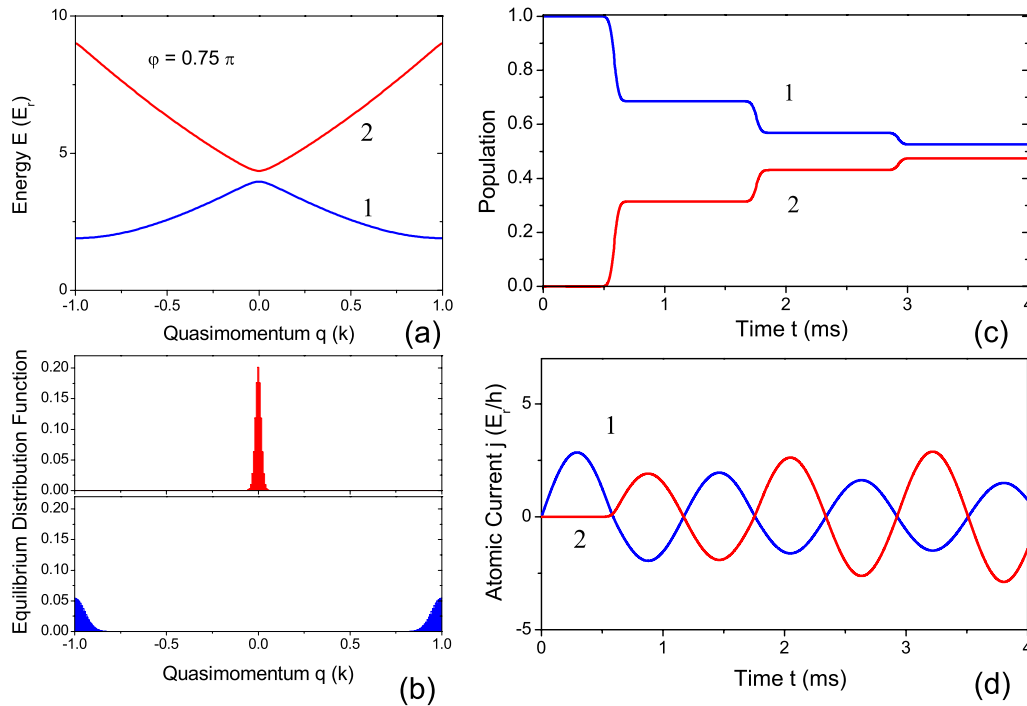 10
5
0
Energy E (E_r)
φ = 0.75 π
2
1
-1.0 -0.5 0.0 0.5 1.0
Quasimomentum q (k)
(a)
0.20
0.15
0.10
0.05
0.00
0.20
0.15
0.10
0.05
0.00
Equilibrium Distribution Function
-1.0 -0.5 0.0 0.5 1.0
Quasimomentum q (k)
(b)
1.0
0.8
0.6
0.4
0.2
0.0
Population
1
2
0 1 2 3 4
Time t (ms)
(c)
5
0
-5
Atomic Current j (E_r/h)
1
2
0 1 2 3 4
Time t (ms)
(d)